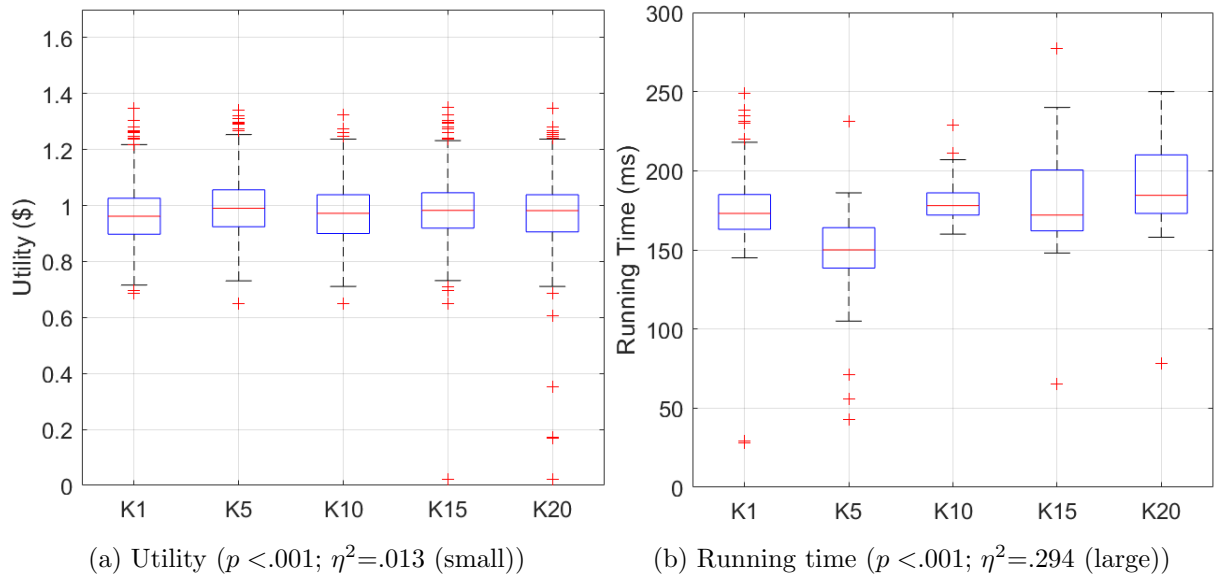 1.6
1.4
1.2
1
0.8
0.6
0.4
0.2
0
Utility ($)
K1 K5 K10 K15 K20
(a) Utility (p <.001; η²=.013 (small))
300
250
200
150
100
50
0
Running Time (ms)
K1 K5 K10 K15 K20
(b) Running time (p <.001; η²=.294 (large))